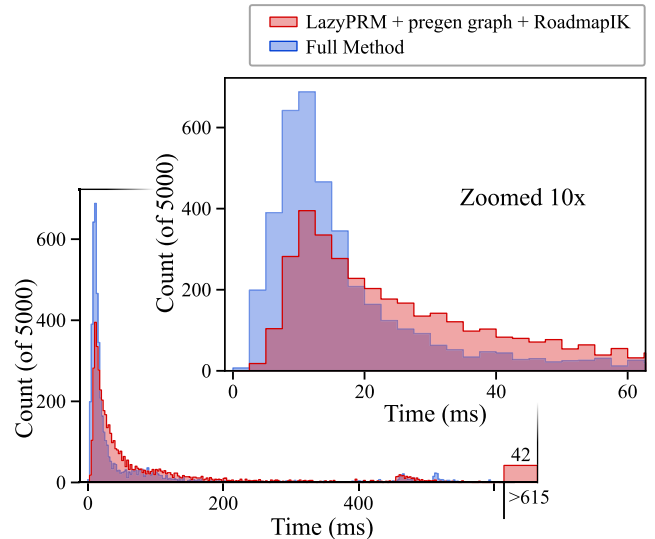 LazyPRM + pregen graph + RoadmapIK
Full Method
Count (of 5000)
600
400
200
0
Zoomed 10x
0 20 40 60
Time (ms)
Count (of 5000)
600
400
200
0
42
>615
0 200 400
Time (ms)